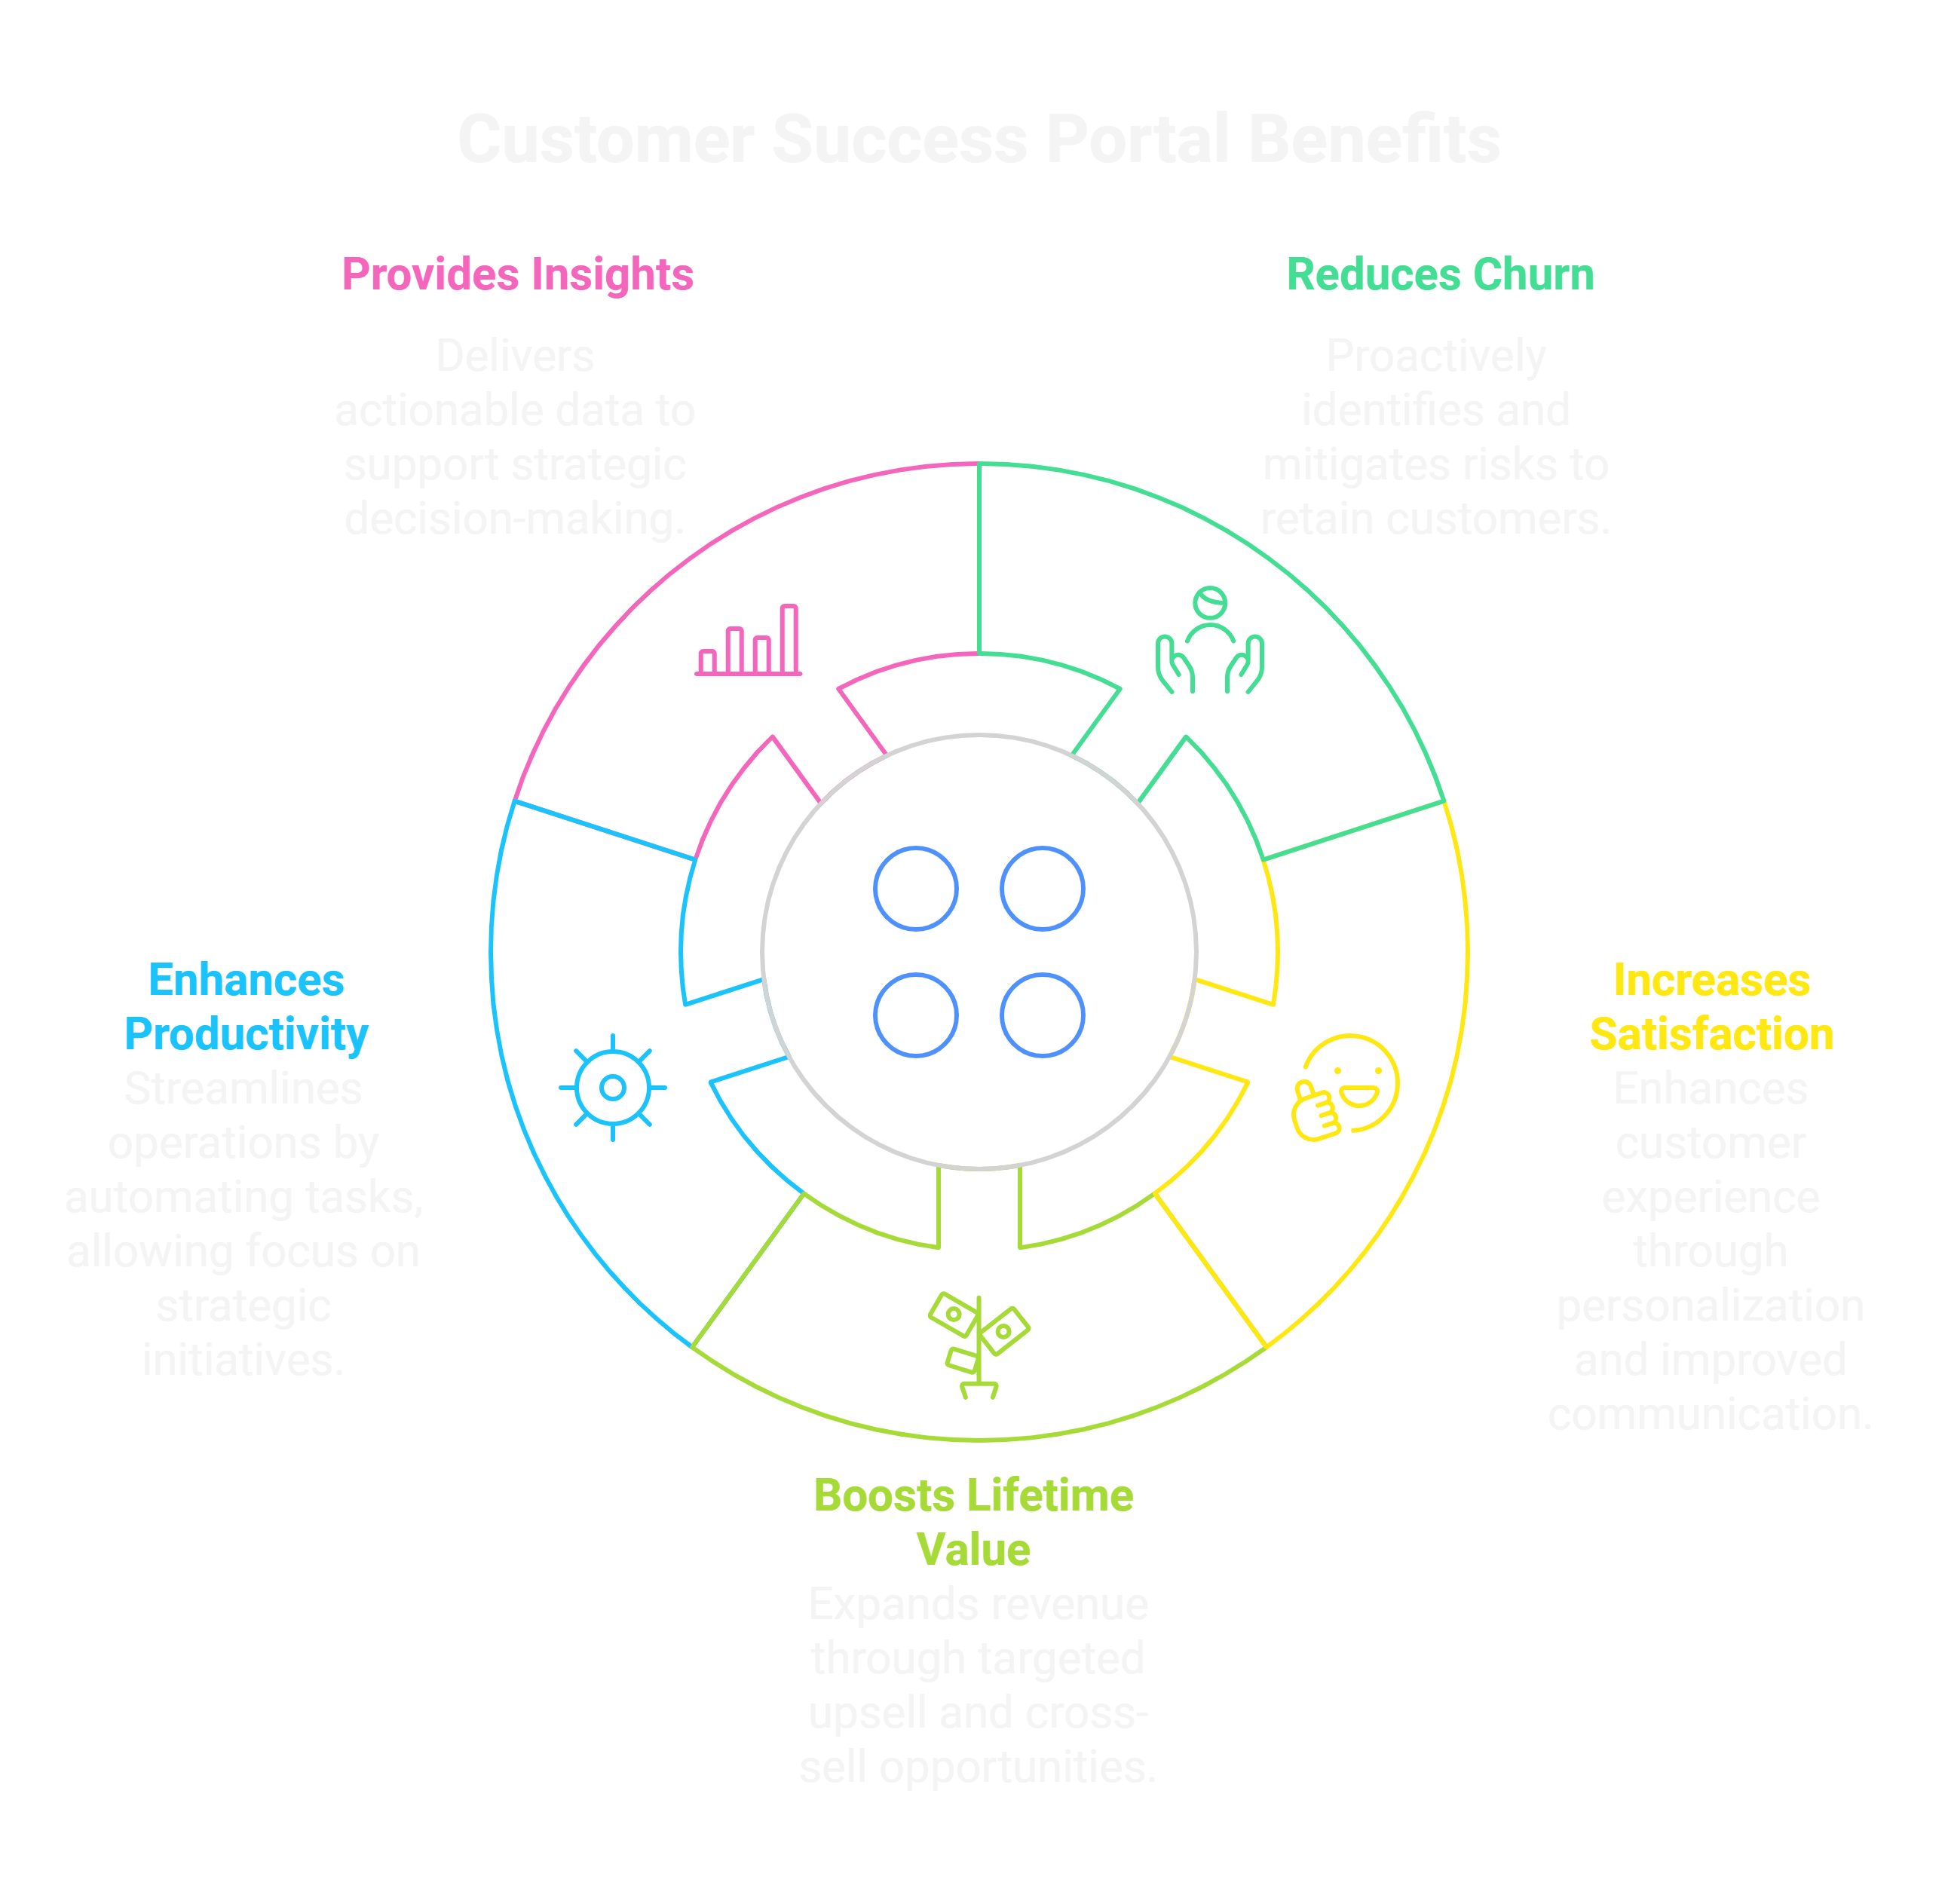 Customer Success Portal Benefits
Provides Insights
Delivers
actionable data to
support strategic
decision-making.
Reduces Churn
Proactively
identifies and
mitigates risks to
retain customers.
Enhances
Productivity
Streamlines
operations by
automating tasks,
allowing focus on
strategic
initiatives.
Increases
Satisfaction
Enhances
customer
experience
through
personalization
and improved
communication.
Boosts Lifetime
Value
Expands revenue
through targeted
upsell and cross-
sell opportunities.